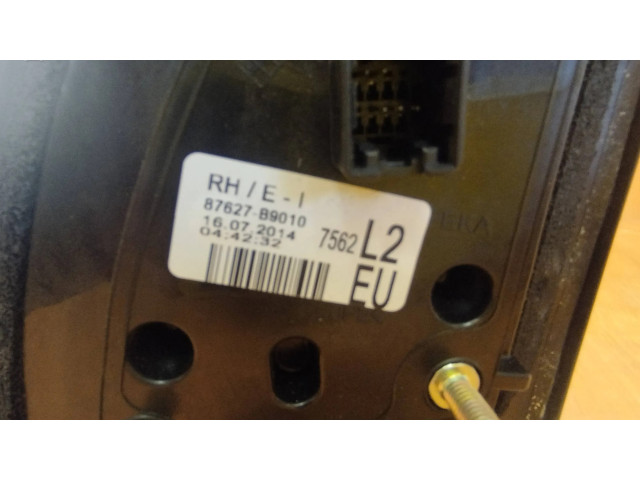 RH / E - I
87627-B9010
16.07.2014
04:42:32
7562
L2
EU